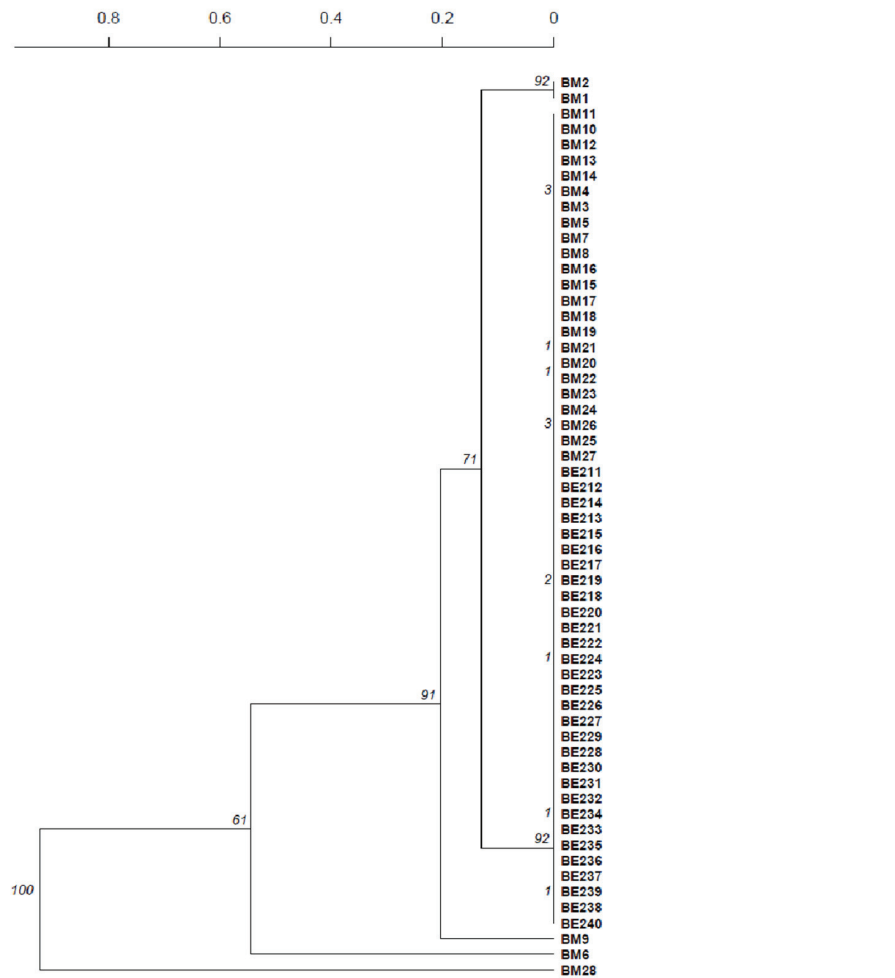 0.8 0.6 0.4 0.2 0
92 BM2
BM1
BM11
BM10
BM12
BM13
BM14
3 BM4
BM3
BM5
BM7
BM8
BM16
BM15
BM17
BM18
BM19
1 BM21
BM20
1 BM22
BM23
BM24
3 BM26
BM25
BM27
71 BE211
BE212
BE214
BE213
BE215
BE216
BE217
2 BE219
BE218
BE220
BE221
BE222
1 BE224
BE223
BE225
91 BE226
BE227
BE229
BE228
BE230
BE231
BE232
61 1 BE234
BE233
92 BE235
BE236
BE237
100 1 BE239
BE238
BE240
BM9
BM6
BM28